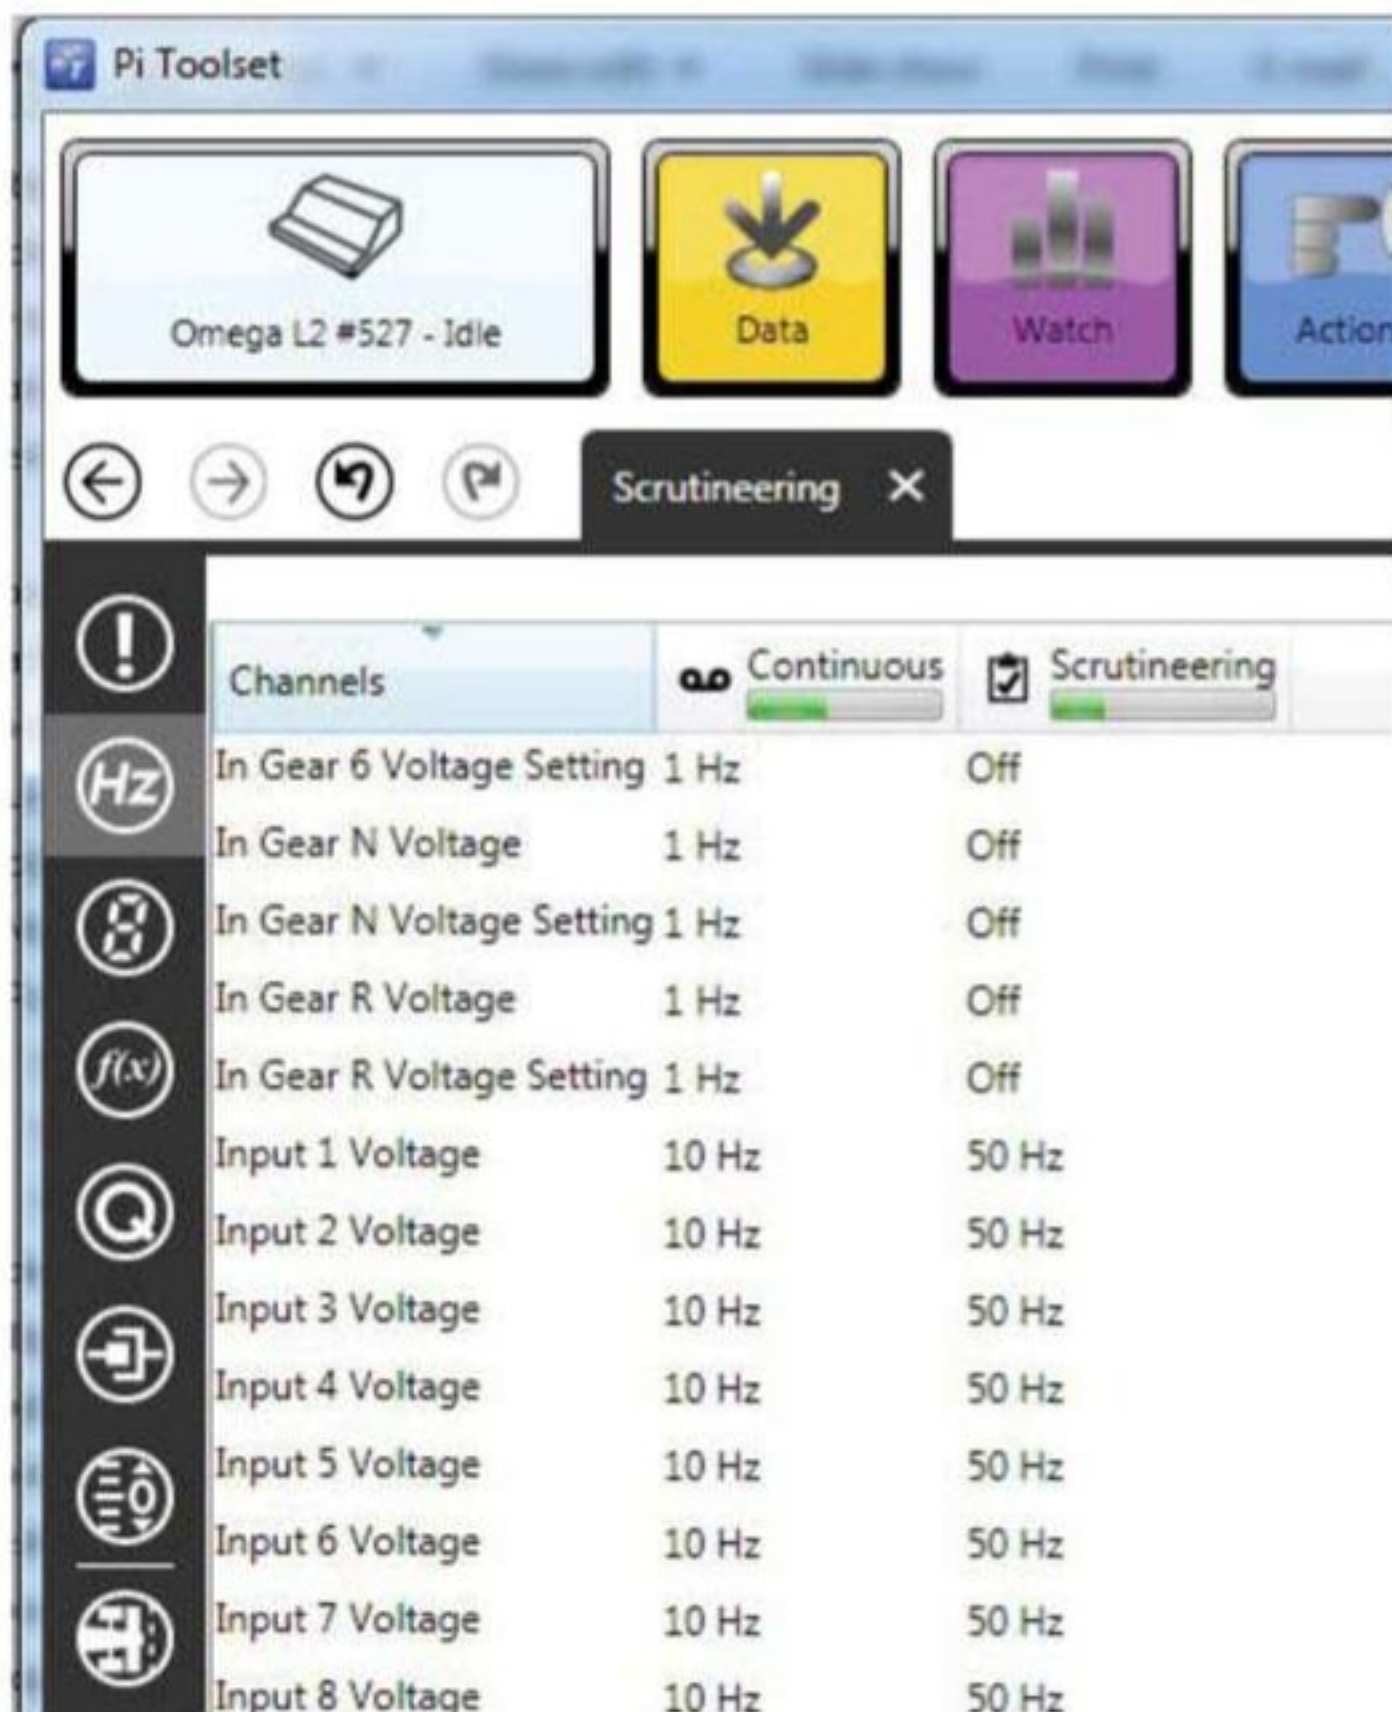 Pi Toolset
Omega L2 #527 - Idle
Data
Watch
Action
Scrutineering
Channels Continuous Scrutineering
In Gear 6 Voltage Setting 1 Hz Off
Hz In Gear N Voltage 1 Hz Off
In Gear N Voltage Setting 1 Hz Off
In Gear R Voltage 1 Hz Off
f(x) In Gear R Voltage Setting 1 Hz Off
Input 1 Voltage 10 Hz 50 Hz
Q Input 2 Voltage 10 Hz 50 Hz
Input 3 Voltage 10 Hz 50 Hz
Input 4 Voltage 10 Hz 50 Hz
Input 5 Voltage 10 Hz 50 Hz
Input 6 Voltage 10 Hz 50 Hz
Input 7 Voltage 10 Hz 50 Hz
Input 8 Voltage 10 Hz 50 Hz